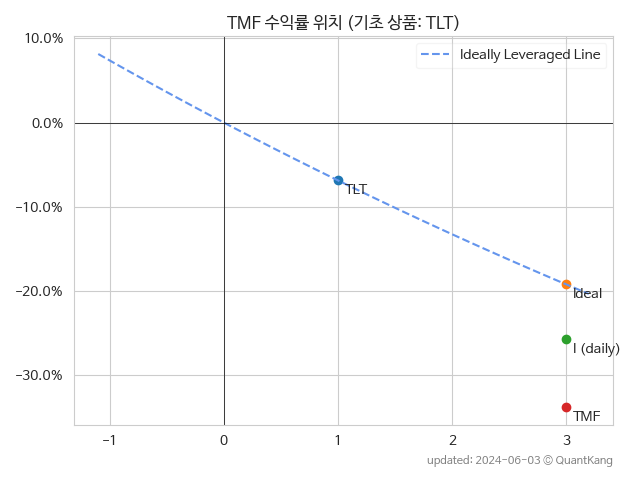 TMF 수익률 위치 (기초 상품: TLT)
Ideally Leveraged Line
10.0%
0.0%
−10.0%
−20.0%
−30.0%
TLT
Ideal
I (daily)
TMF
−1
0
1
2
3
updated: 2024-06-03 © QuantKang